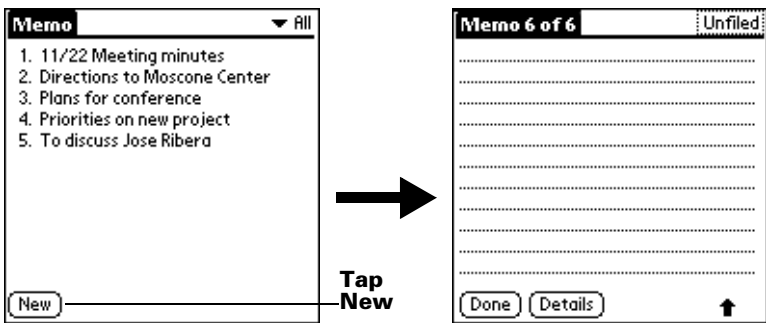 Memo
All
1. 11/22 Meeting minutes
2. Directions to Moscone Center
3. Plans for conference
4. Priorities on new project
5. To discuss Jose Ribera
New
Tap
New
Memo 6 of 6
Unfiled
Done
Details